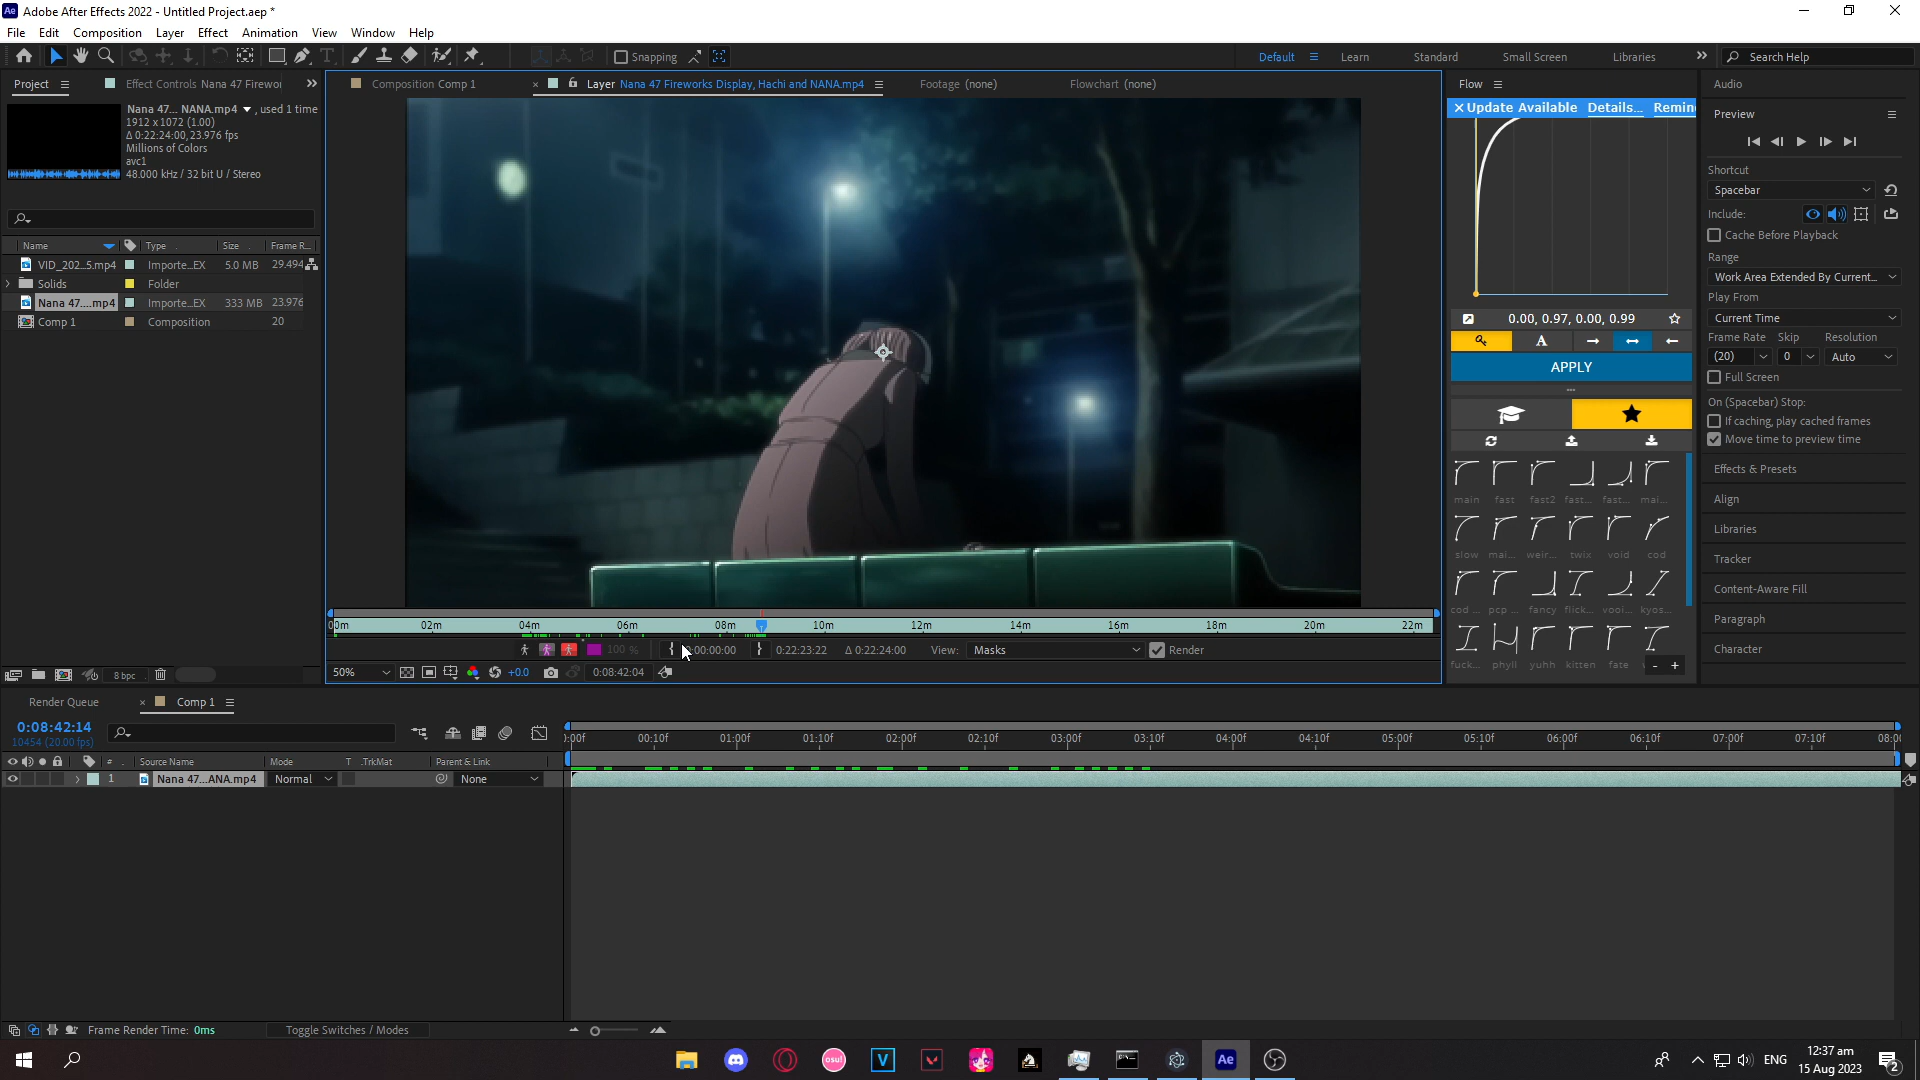 Adobe After Effects 2022 - Untitled Project.aep *
File Edit Composition Layer Effect Animation View Window Help
Snapping
Default Learn Standard Small Screen Libraries Search Help
Project Effect Controls Nana 47 Firewor
Composition Comp 1
Layer Nana 47 Fireworks Display, Hachi and NANA.mp4
Footage (none)
Flowchart (none)
Nana 47... NANA.mp4 , used 1 time
1912 x 1072 (1.00)
Δ 0:22:24:00, 23.976 fps
Millions of Colors
avc1
48.000 kHz / 32 bit U / Stereo
Name Type Size Frame R...
VID_202...5.mp4 Importe...EX 5.0 MB 29.494
Solids Folder
Nana 47....mp4 Importe...EX 333 MB 23.976
Comp 1 Composition 20
8 bpc
00m 02m 04m 06m 08m 10m 12m 14m 16m 18m 20m 22m
100 % 0:00:00:00 0:22:23:22 Δ 0:22:24:00 View: Masks Render
50% +0.0 0:08:42:04
Flow
Update Available Details... Remin
0.00, 0.97, 0.00, 0.99
A
APPLY
main fast fast2 fast... fast... mai...
slow mai... weir... twix void cod
cod ... pcp ... fancy flick... vooi... kyos...
fuck... phyll yuhh kitten fate
- +
Audio
Preview
Shortcut
Spacebar
Include:
Cache Before Playback
Range
Work Area Extended By Current...
Play From
Current Time
Frame Rate Skip Resolution
(20) 0 Auto
Full Screen
On (Spacebar) Stop:
If caching, play cached frames
Move time to preview time
Effects & Presets
Align
Libraries
Tracker
Content-Aware Fill
Paragraph
Character
Render Queue Comp 1
0:08:42:14
10454 (20.00 fps)
):00f 00:10f 01:00f 01:10f 02:00f 02:10f 03:00f 03:10f 04:00f 04:10f 05:00f 05:10f 06:00f 06:10f 07:00f 07:10f 08:00
# Source Name Mode T .TrkMat Parent & Link
1 Nana 47...ANA.mp4 Normal None
Frame Render Time: 0ms Toggle Switches / Modes
osu!
V
Ae
ENG
12:37 am
15 Aug 2023
2